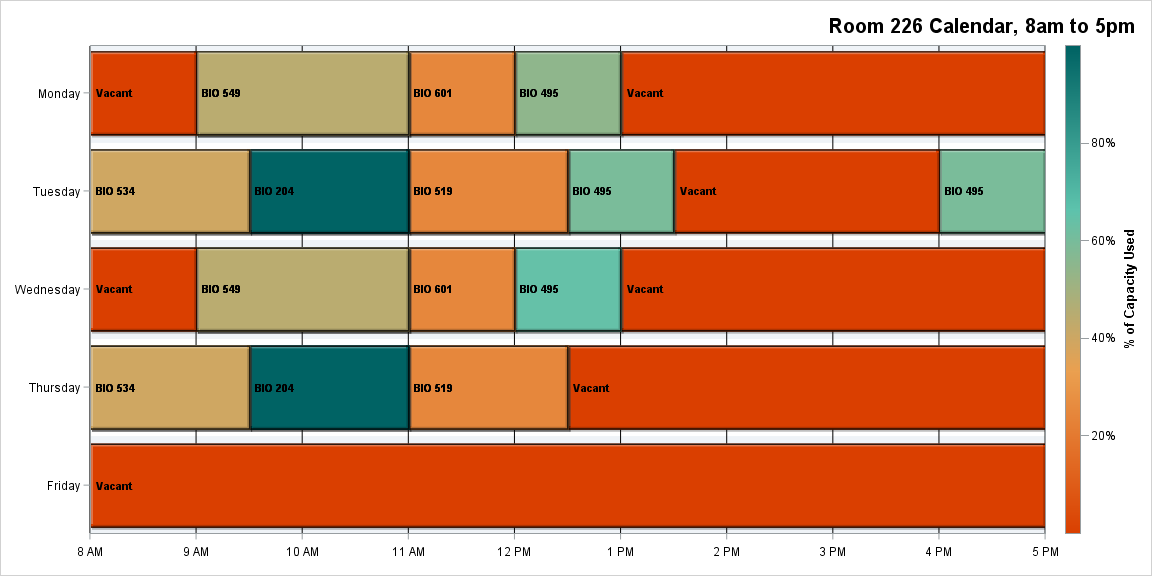 Room 226 Calendar, 8am to 5pm
Monday
Vacant
BIO 549
BIO 601
BIO 495
Vacant
Tuesday
BIO 534
BIO 204
BIO 519
BIO 495
Vacant
BIO 495
Wednesday
Vacant
BIO 549
BIO 601
BIO 495
Vacant
Thursday
BIO 534
BIO 204
BIO 519
Vacant
Friday
Vacant
8 AM
9 AM
10 AM
11 AM
12 PM
1 PM
2 PM
3 PM
4 PM
5 PM
80%
60%
40%
20%
% of Capacity Used